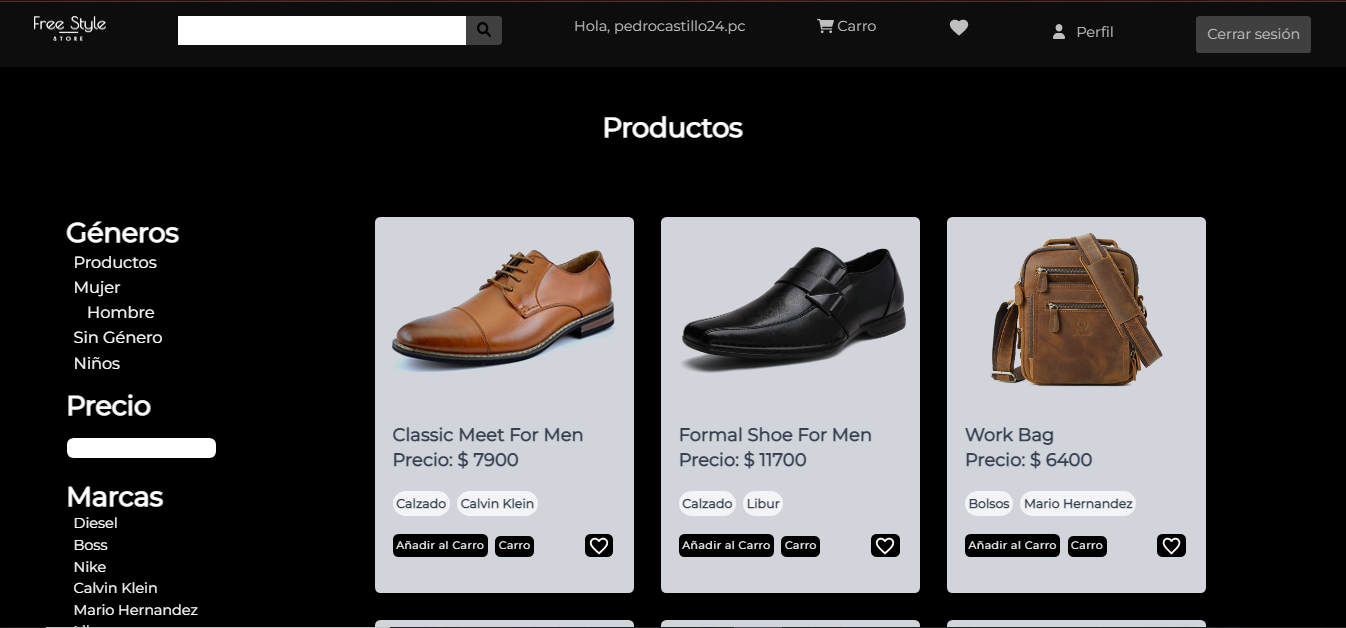 Free Style
STORE
Hola, pedrocastillo24.pc
Carro
Perfil
Cerrar sesión
Productos
Géneros
Productos
Mujer
Hombre
Sin Género
Niños
Precio
Marcas
Diesel
Boss
Nike
Calvin Klein
Mario Hernandez
Classic Meet For Men
Precio: $ 7900
Calzado Calvin Klein
Añadir al Carro Carro
Formal Shoe For Men
Precio: $ 11700
Calzado Libur
Añadir al Carro Carro
Work Bag
Precio: $ 6400
Bolsos Mario Hernandez
Añadir al Carro Carro